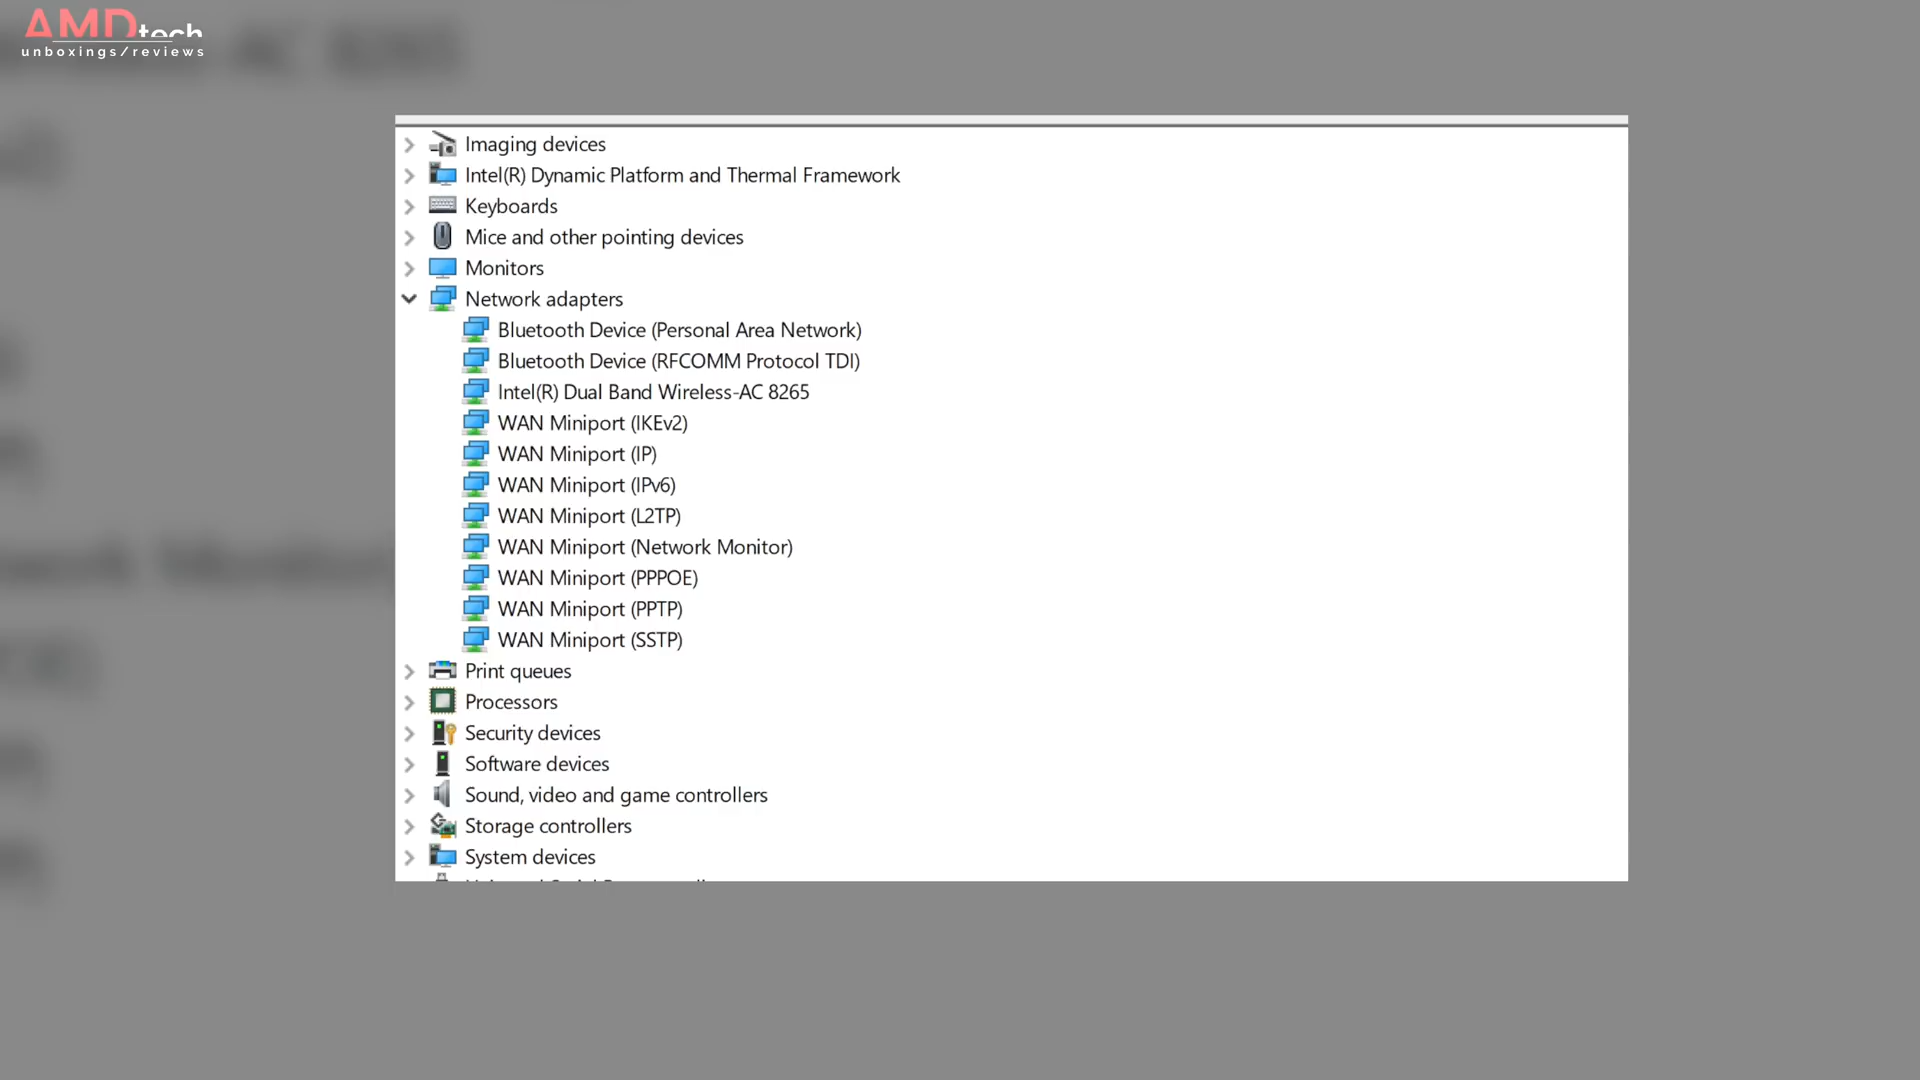 AMDtech
unboxings/reviews
AC 8265
Imaging devices
Intel(R) Dynamic Platform and Thermal Framework
Keyboards
Mice and other pointing devices
Monitors
Network adapters
Bluetooth Device (Personal Area Network)
Bluetooth Device (RFCOMM Protocol TDI)
Intel(R) Dual Band Wireless-AC 8265
WAN Miniport (IKEv2)
WAN Miniport (IP)
WAN Miniport (IPv6)
WAN Miniport (L2TP)
WAN Miniport (Network Monitor)
WAN Miniport (PPPOE)
WAN Miniport (PPTP)
WAN Miniport (SSTP)
Print queues
Processors
Security devices
Software devices
Sound, video and game controllers
Storage controllers
System devices